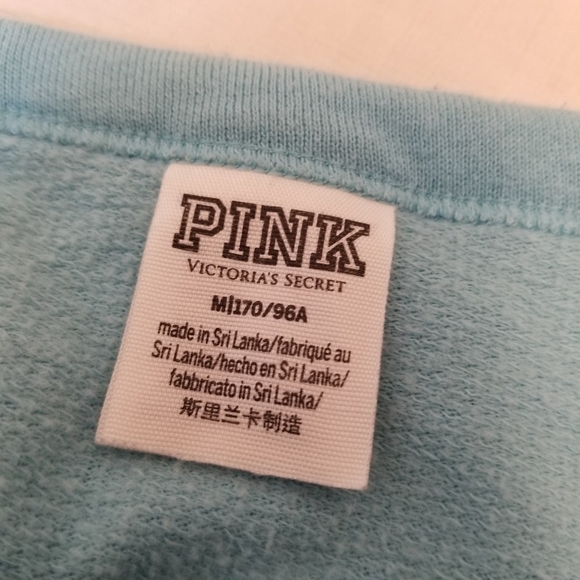 PINK
VICTORIA'S SECRET
M|170/96A
made in Sri Lanka/fabriqué au
Sri Lanka/hecho en Sri Lanka/
fabbricato in Sri Lanka/
斯里兰卡制造